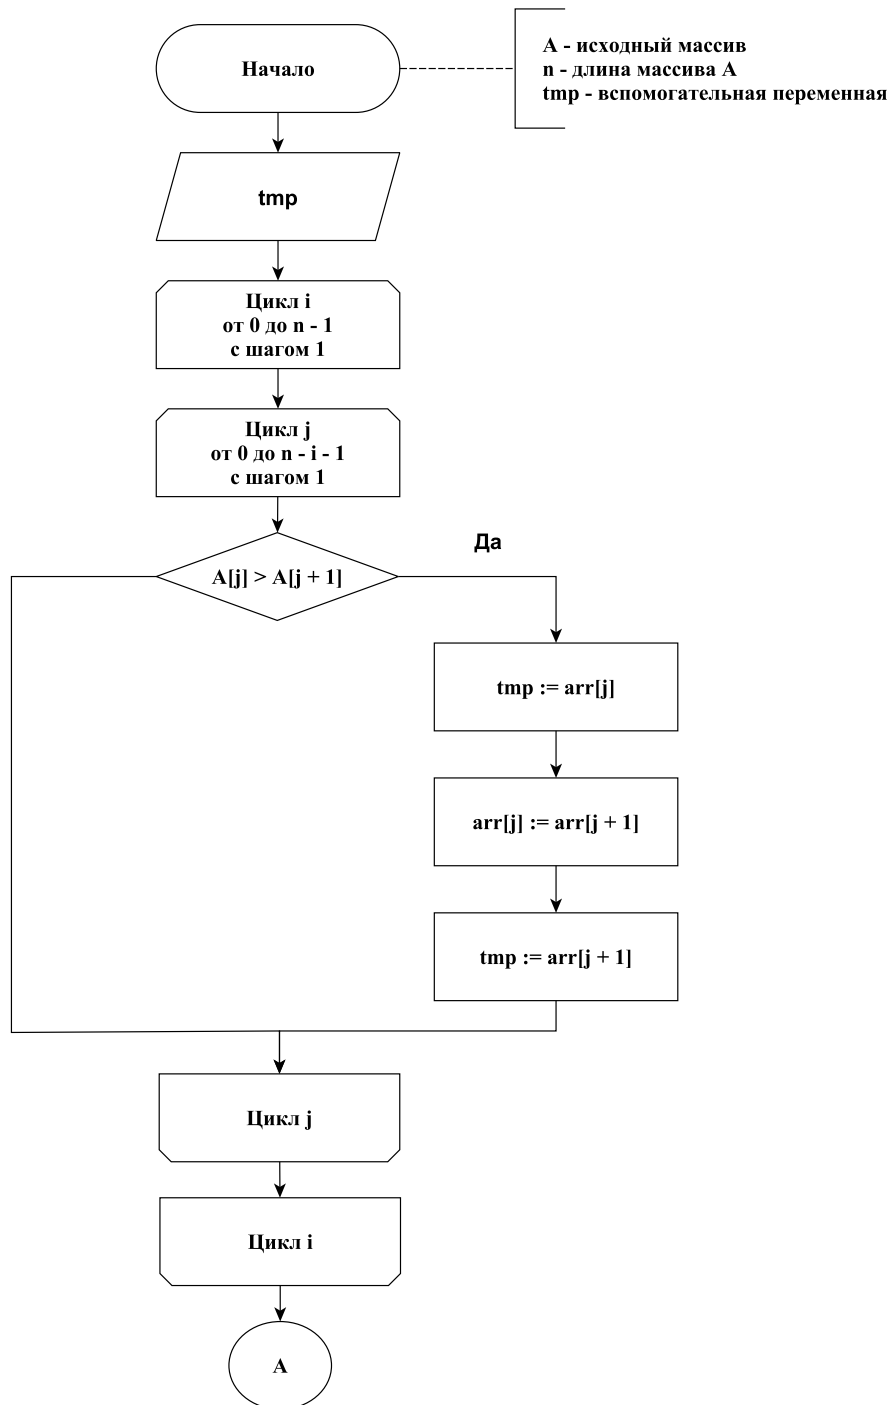 Начало
A - исходный массив
n - длина массива A
tmp - вспомогательная переменная
tmp
Цикл i
от 0 до n - 1
с шагом 1
Цикл j
от 0 до n - i - 1
с шагом 1
Да
A[j] > A[j + 1]
tmp := arr[j]
arr[j] := arr[j + 1]
tmp := arr[j + 1]
Цикл j
Цикл i
A